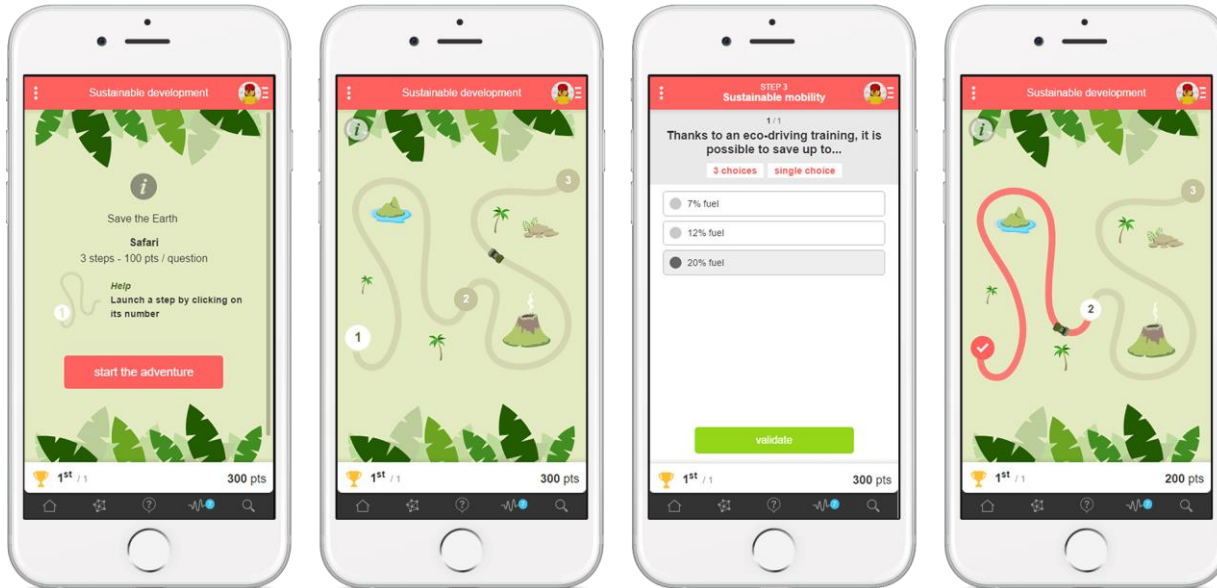 Sustainable development
i
Save the Earth
Safari
3 steps - 100 pts / question
Help
1
Launch a step by clicking on
its number
start the adventure
1st / 1
300 pts
?
Sustainable development
i
3
2
1
1st / 1
300 pts
?
STEP 3
Sustainable mobility
1 / 1
Thanks to an eco-driving training, it is
possible to save up to...
3 choices single choice
7% fuel
12% fuel
20% fuel
validate
1st / 1
300 pts
?
Sustainable development
i
3
2
1st / 1
200 pts
?